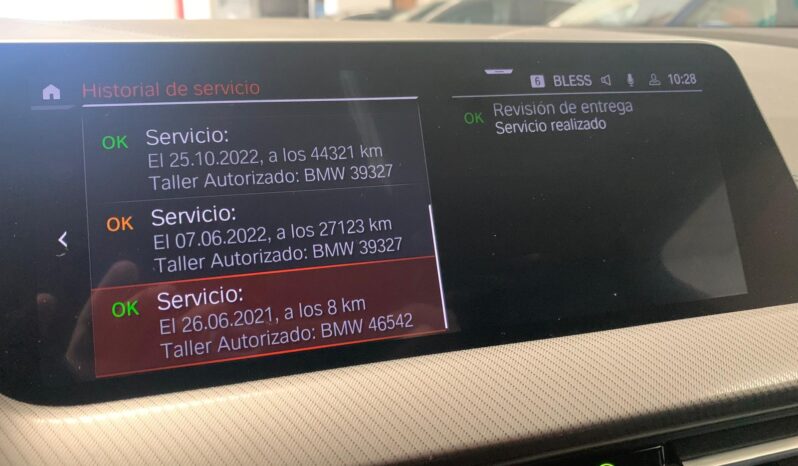 Historial de servicio
6 BLESS 10:28
OK Servicio:
El 25.10.2022, a los 44321 km
Taller Autorizado: BMW 39327
OK Servicio:
El 07.06.2022, a los 27123 km
Taller Autorizado: BMW 39327
OK Servicio:
El 26.06.2021, a los 8 km
Taller Autorizado: BMW 46542
OK Revisión de entrega
Servicio realizado